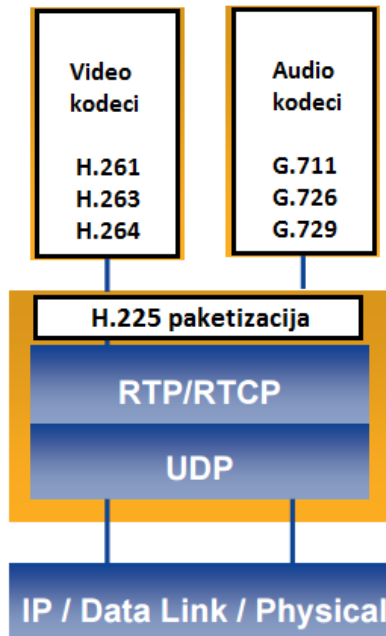 Video
kodeci
H.261
H.263
H.264
Audio
kodeci
G.711
G.726
G.729
H.225 paketizacija
RTP/RTCP
UDP
IP / Data Link / Physical